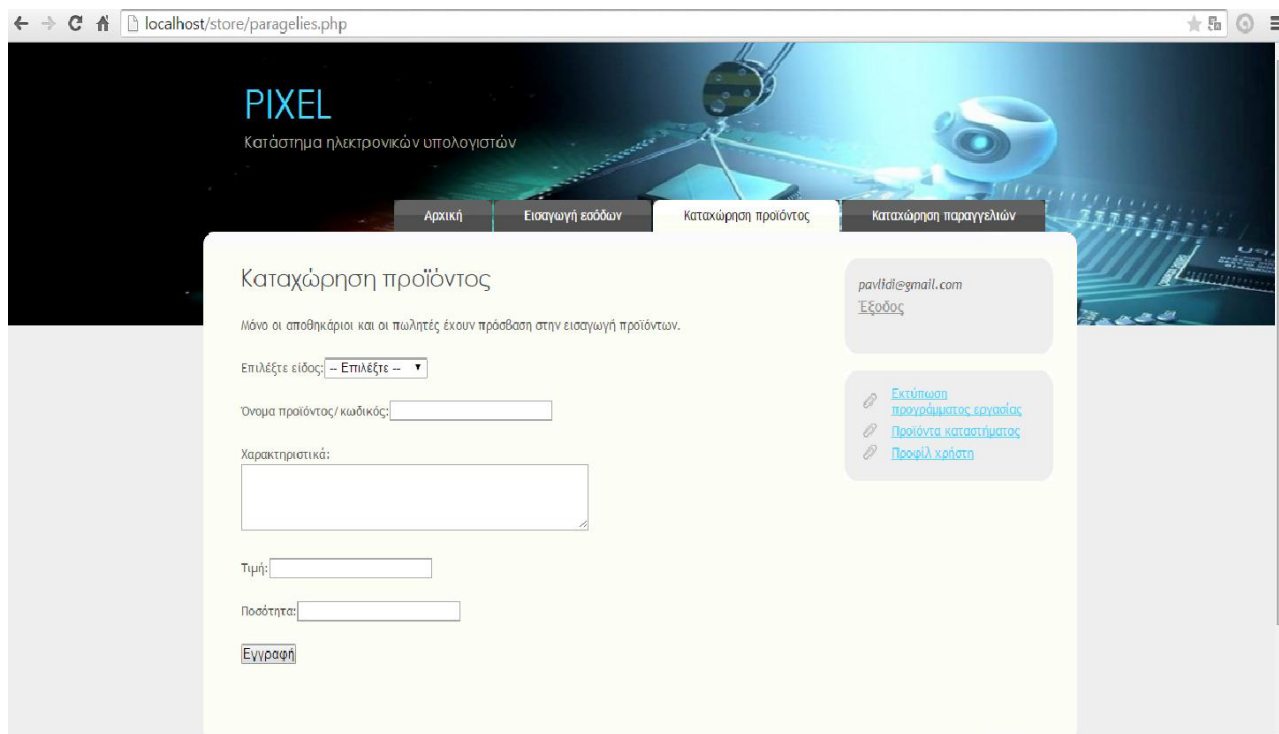 localhost/store/paragelies.php
PIXEL
Κατάστημα ηλεκτρονικών υπολογιστών
Αρχική
Εισαγωγή εσόδων
Καταχώρηση προϊόντος
Καταχώρηση παραγγελιών
Καταχώρηση προϊόντος
Μόνο οι αποθηκάριοι και οι πωλητές έχουν πρόσβαση στην εισαγωγή προϊόντων.
Επιλέξτε είδος: -- Επιλέξτε --
Όνομα προϊόντος/κωδικός:
Χαρακτηριστικά:
Τιμή:
Ποσότητα:
Εγγραφή
pavlidi@gmail.com
Έξοδος
Εκτύπωση
προγράμματος εργασίας
Προϊόντα καταστήματος
Προφίλ χρήστη